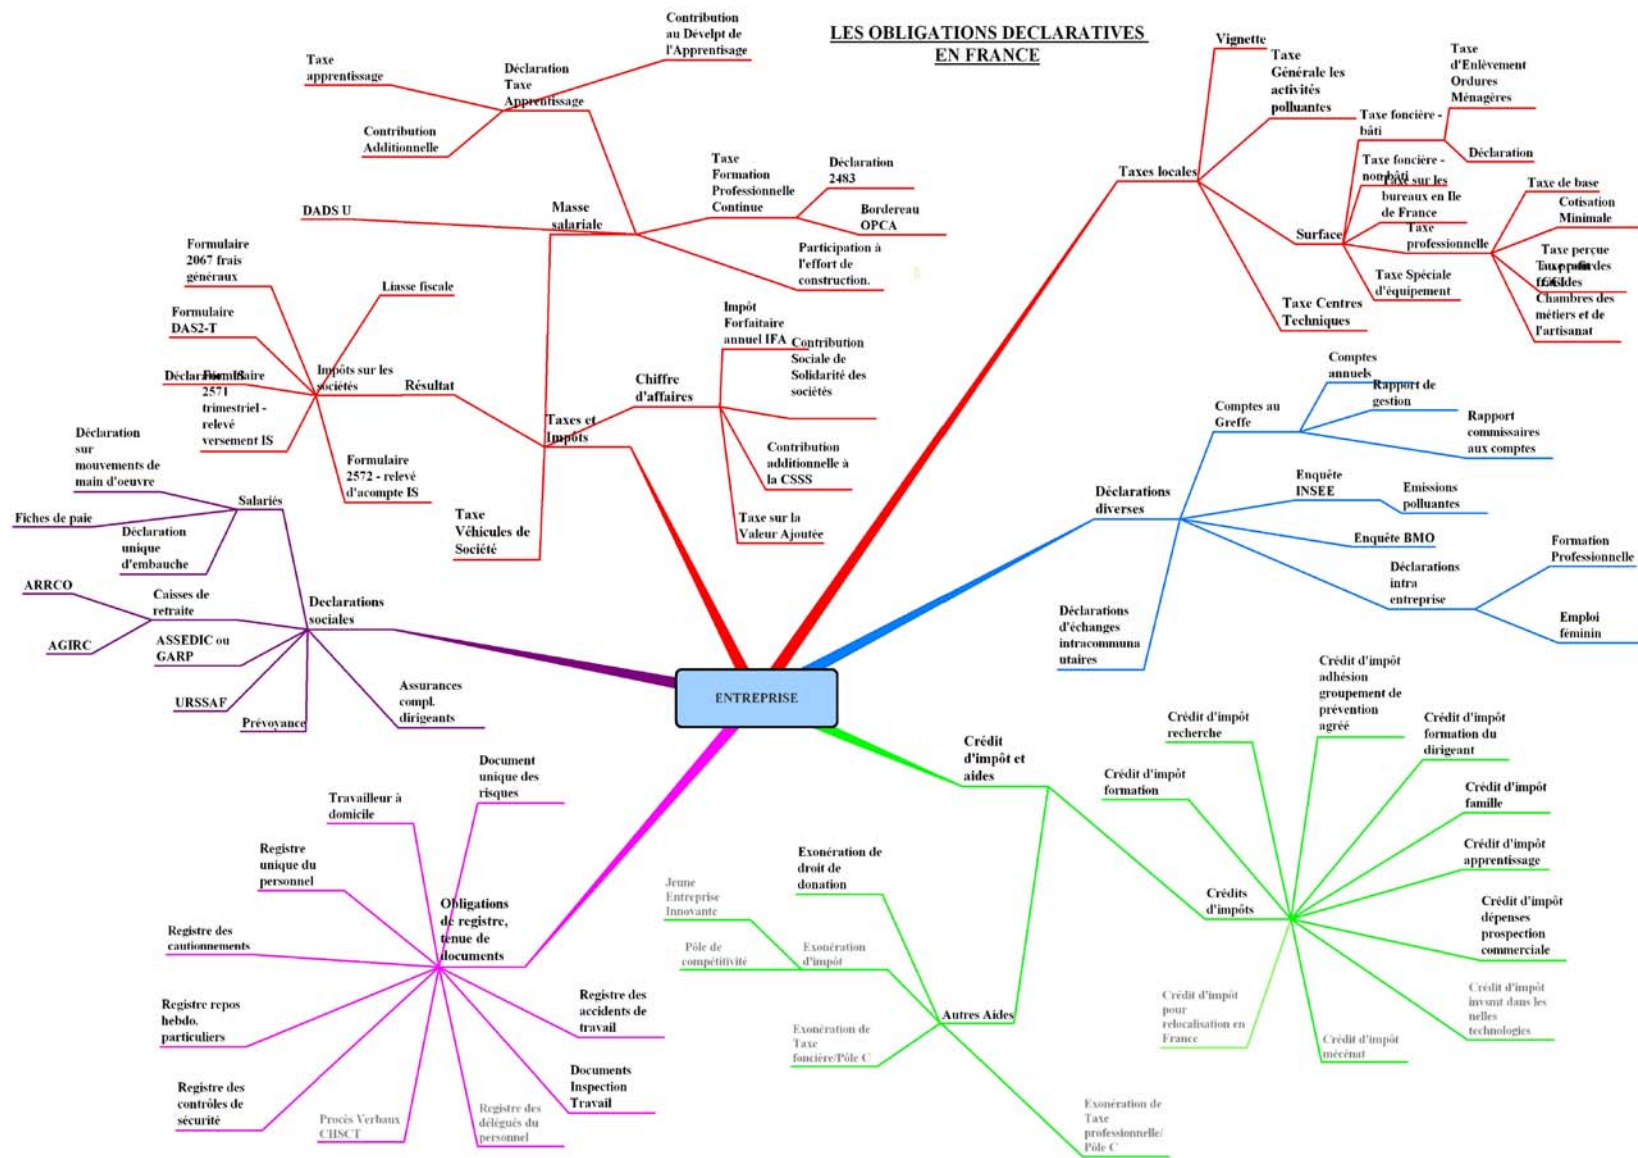 LES OBLIGATIONS DECLARATIVES
EN FRANCE
Contribution
au Dévelpt de
l'Apprentisage
Taxe
apprentissage
Déclaration
Taxe
Apprentissage
Contribution
Additionnelle
Taxe
Formation
Professionnelle
Continue
Déclaration
2483
Bordereau
OPCA
DADS U
Masse
salariale
Participation à
l'effort de
construction.
Formulaire
2067 frais
généraux
Liasse fiscale
Formulaire
DAS2-T
Déclaration IS
Formulaire
2571
trimestriel -
relevé
versement IS
Impôts sur les
sociétés
Résultat
Formulaire
2572 - relevé
d'acompte IS
Impôt
Forfaitaire
annuel IFA
Contribution
Sociale de
Solidarité des
sociétés
Chiffre
d'affaires
Taxes et
Impôts
Contribution
additionnelle à
la CSSS
Taxe sur la
Valeur Ajoutée
Taxe
Véhicules de
Société
Vignette
Taxe
Générale les
activités
polluantes
Taxe
d'Enlèvement
Ordures
Ménagères
Taxe foncière -
bâti
Déclaration
Taxes locales
Taxe foncière -
non bâti
Taxe sur les
bureaux en Ile
de France
Taxe de base
Cotisation
Minimale
Surface
Taxe
professionnelle
Taxe perçue
Chambres des
métiers et de
l'artisanat
Taxe Spéciale
d'équipement
Taxe Centres
Techniques
Comptes
annuels
Rapport de
gestion
Comptes au
Greffe
Rapport
commissaires
aux comptes
Enquête
INSEE
Emissions
polluantes
Déclarations
diverses
Enquête BMO
Formation
Professionnelle
Déclarations
intra
entreprise
Emploi
féminin
Déclarations
d'échanges
intracommuna
utaires
Déclaration
sur
mouvements de
main d'oeuvre
Salariés
Fiches de paie
Déclaration
unique
d'embauche
ARRCO
Caisses de
retraite
Declarations
sociales
AGIRC
ASSEDIC ou
GARP
URSSAF
Prévoyance
Assurances
compl.
dirigeants
ENTREPRISE
Document
unique des
risques
Travailleur à
domicile
Registre
unique du
personnel
Registre des
cautionnements
Obligations
de registre,
tenue de
documents
Registre repos
hebdo.
particuliers
Registre des
accidents de
travail
Registre des
contrôles de
sécurité
Documents
Inspection
Travail
Procès Verbaux
CHSCT
Registre des
délégués du
personnel
Crédit
d'impôt et
aides
Crédit d'impôt
recherche
Crédit d'impôt
adhésion
groupement de
prévention
agréé
Crédit d'impôt
formation du
dirigeant
Crédit d'impôt
formation
Crédit d'impôt
famille
Crédit d'impôt
apprentissage
Crédits
d'impôts
Crédit d'impôt
dépenses
prospection
commerciale
Crédit d'impôt
invsmt dans les
nelles
technologies
Crédit d'impôt
mécénat
Crédit d'impôt
pour
relocalisation en
France
Exonération de
droit de
donation
Jeune
Entreprise
Innovante
Pôle de
compétitivité
Exonération
d'impôt
Autres Aides
Exonération de
Taxe
foncière/Pôle C
Exonération de
Taxe
professionnelle/
Pôle C